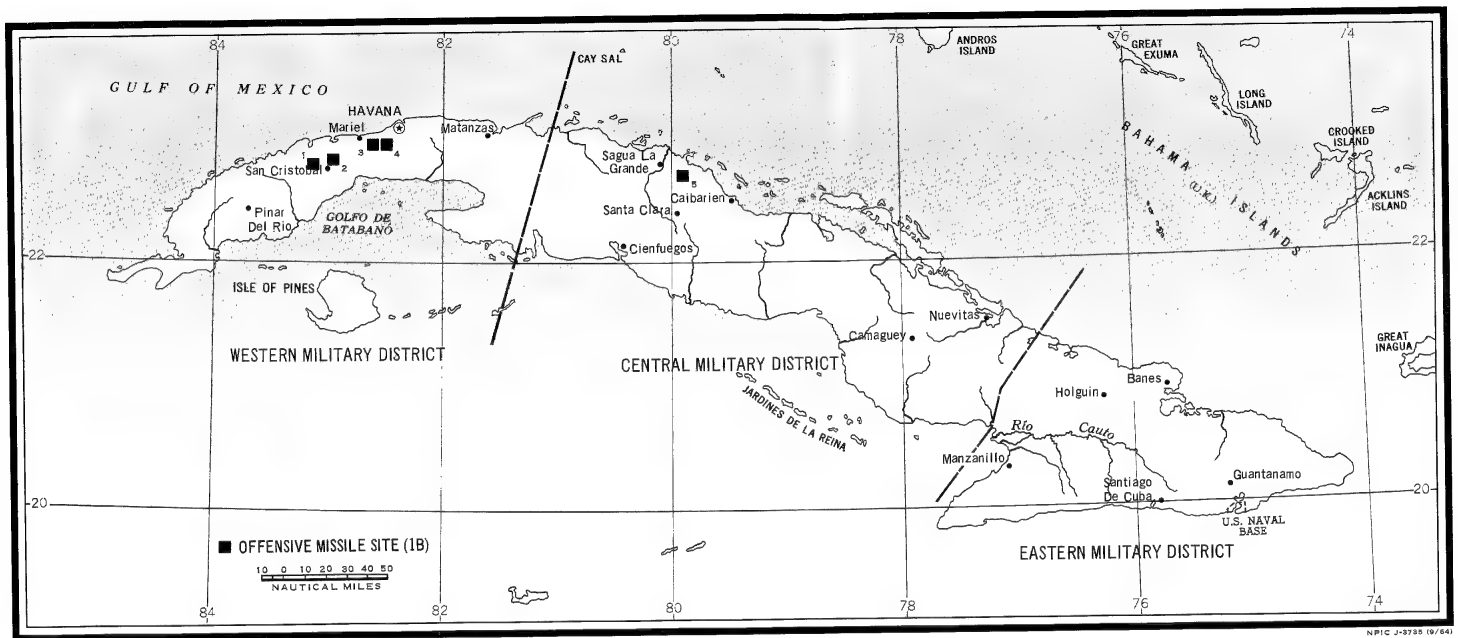 84
82
80
78
76
74
CAY SAL
ANDROS
ISLAND
GREAT
EXUMA
GULF OF MEXICO
LONG
ISLAND
HAVANA
Mariel
Matanzas
BAHAMA (U.K.) ISLANDS
CROOKED
ISLAND
1
2
3
4
San Cristobal
Sagua La
Grande
5
Caibarien
ACKLINS
ISLAND
Pinar
Del Rio
GOLFO DE
BATABANÓ
Santa Clara
Cienfuegos
22
22
ISLE OF PINES
Nuevitas
Camaguey
GREAT
INAGUA
WESTERN MILITARY DISTRICT
CENTRAL MILITARY DISTRICT
Banes
Holguin
JARDINES DE LA REINA
Río Cauto
Manzanillo
Guantanamo
Santiago
De Cuba
20
20
U.S. NAVAL
BASE
OFFENSIVE MISSILE SITE (1B)
EASTERN MILITARY DISTRICT
10 0 10 20 30 40 50
NAUTICAL MILES
84
82
80
78
76
74
NPIC J-3735 (9/64)